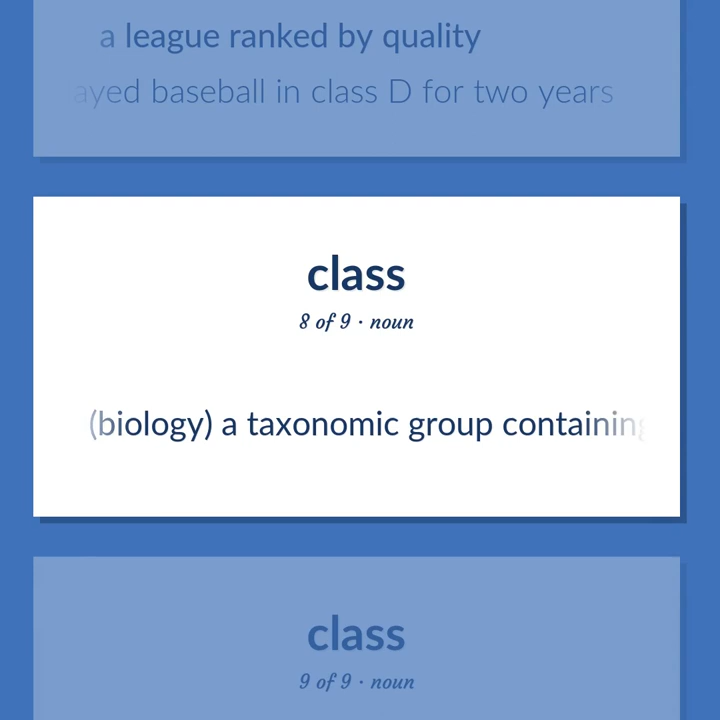 a league ranked by quality
ayed baseball in class D for two years
class
8 of 9 · noun
(biology) a taxonomic group containing
class
9 of 9 · noun